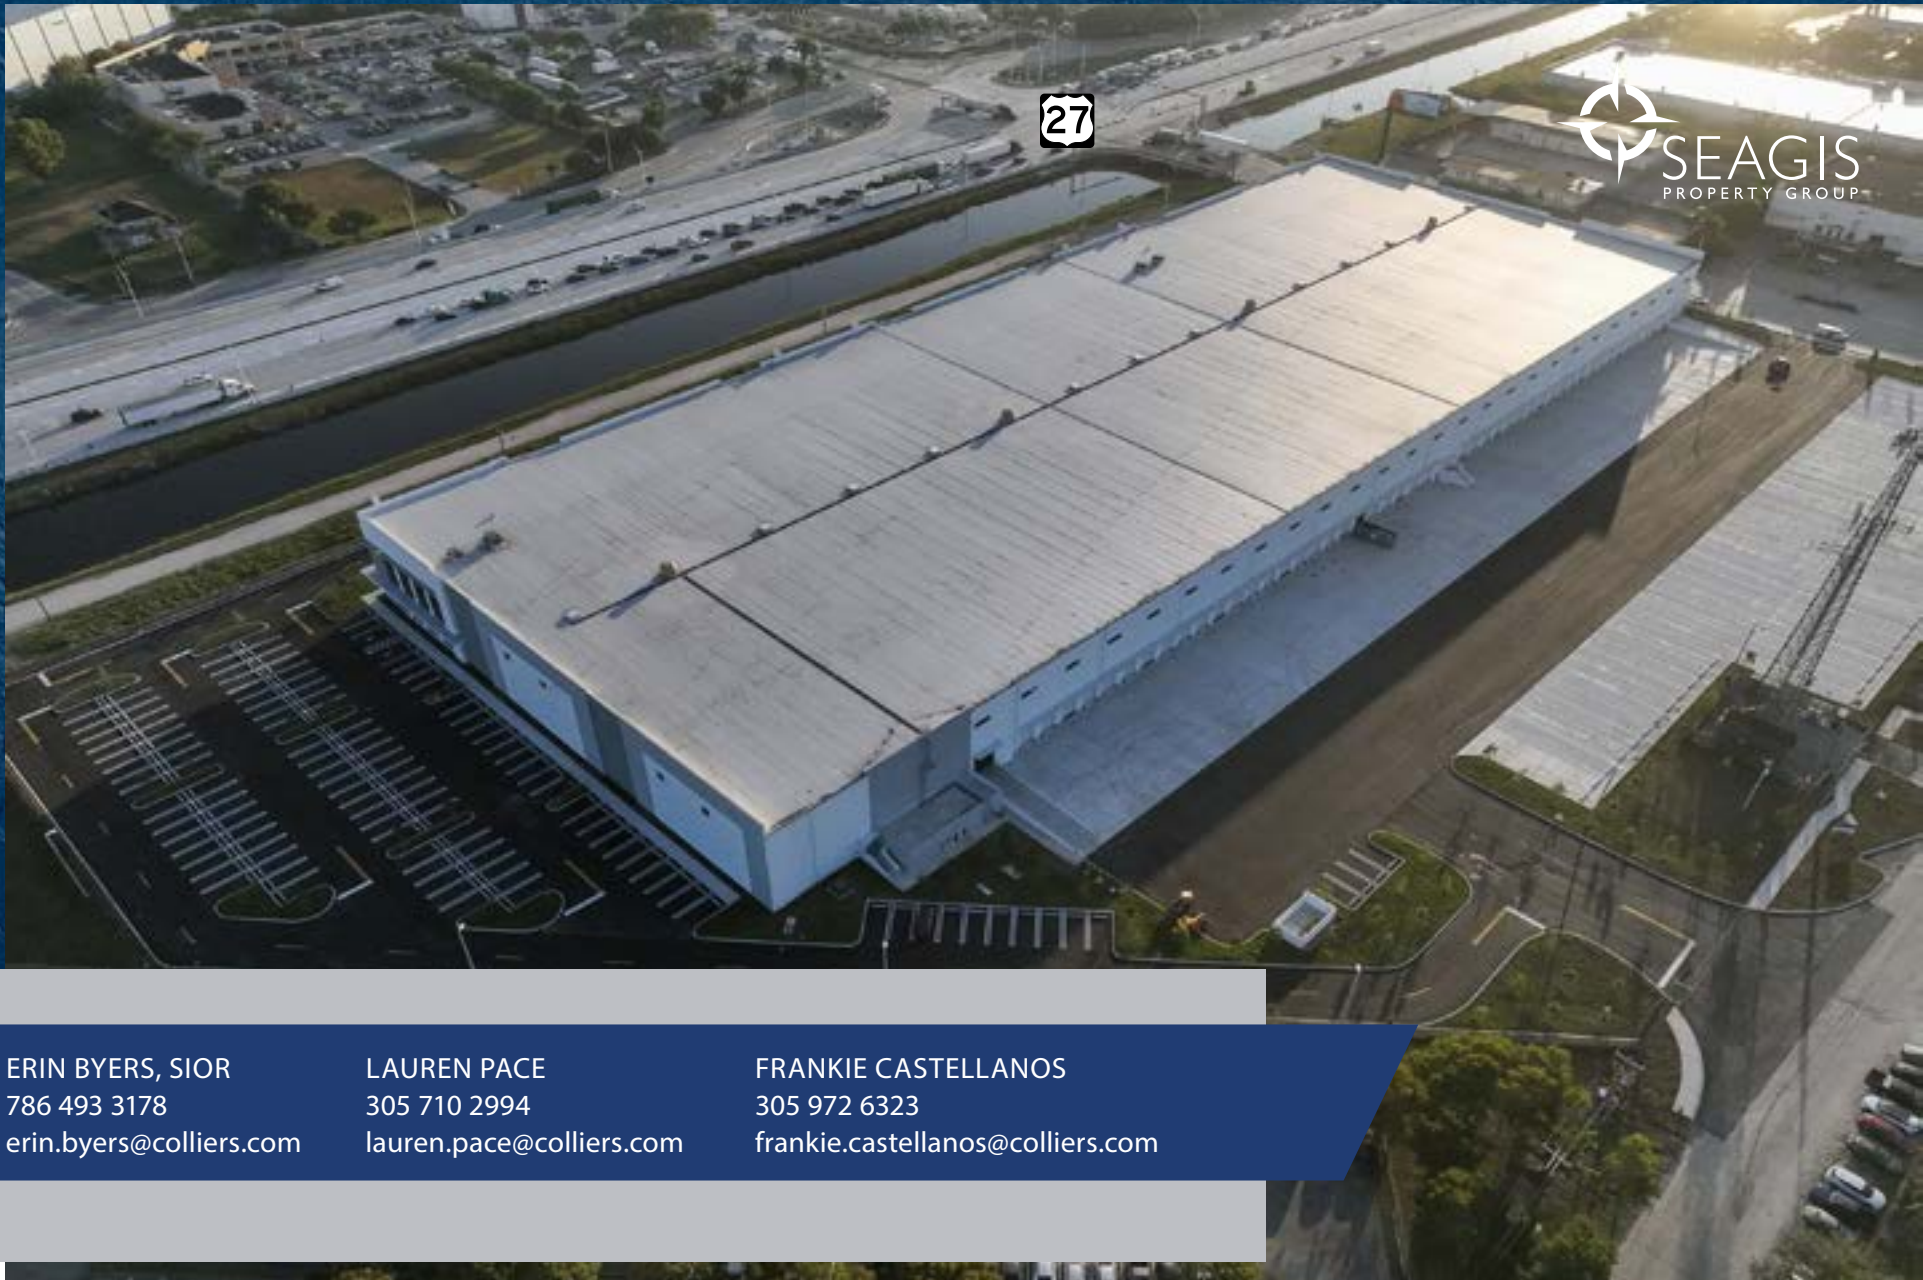 27
SEAGIS
PROPERTY GROUP
ERIN BYERS, SIOR
786 493 3178
erin.byers@colliers.com
LAUREN PACE
305 710 2994
lauren.pace@colliers.com
FRANKIE CASTELLANOS
305 972 6323
frankie.castellanos@colliers.com